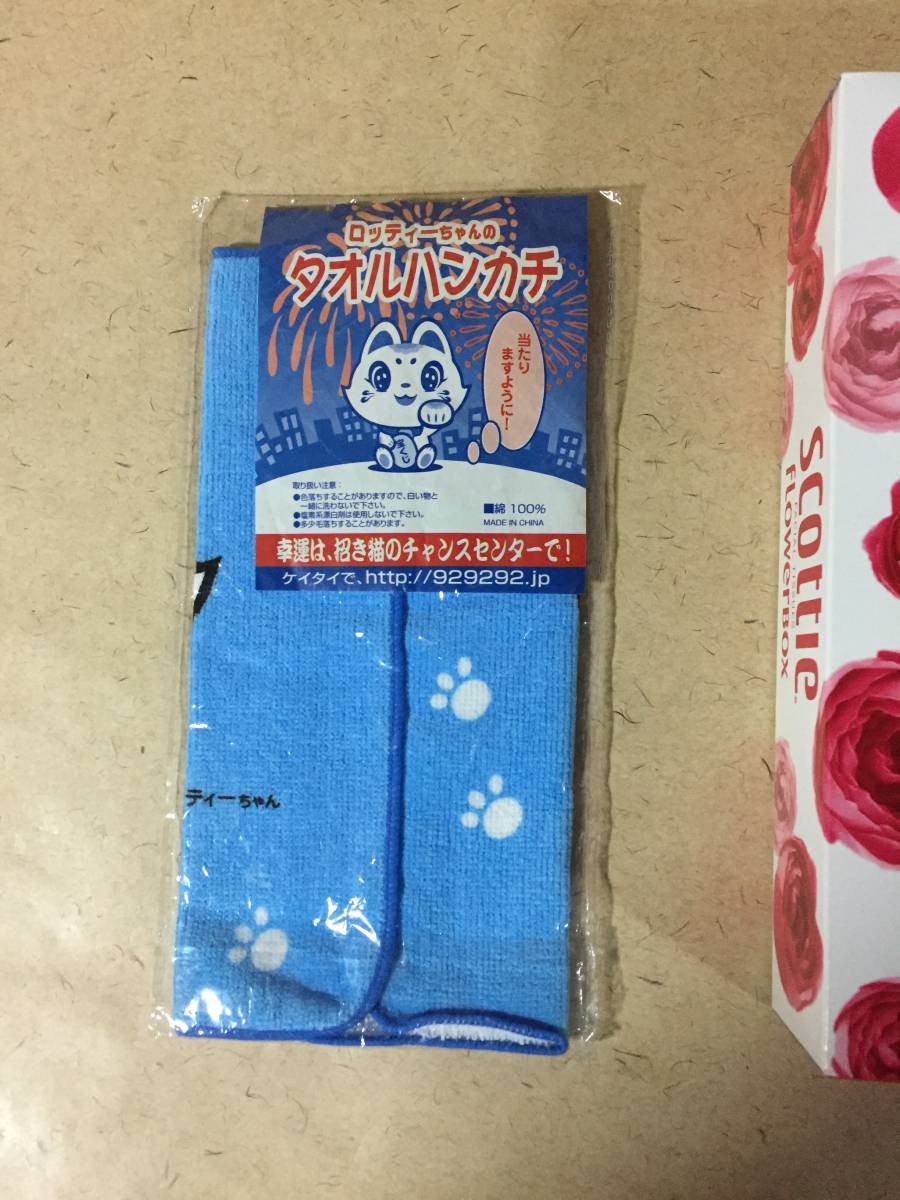 ロッティーちゃんの
タオルハンカチ
当たり
ますように!
宝くじ
取り扱い注意:
●色落ちすることがありますので、白い物と
一緒に洗わないで下さい。
●塩素系漂白剤は使用しないで下さい。
●多少毛落ちすることがあります。
■綿 100%
MADE IN CHINA
幸運は、招き猫のチャンスセンターで!
ケイタイで、http://929292.jp
ティーちゃん
scottie
FLOWERBOX